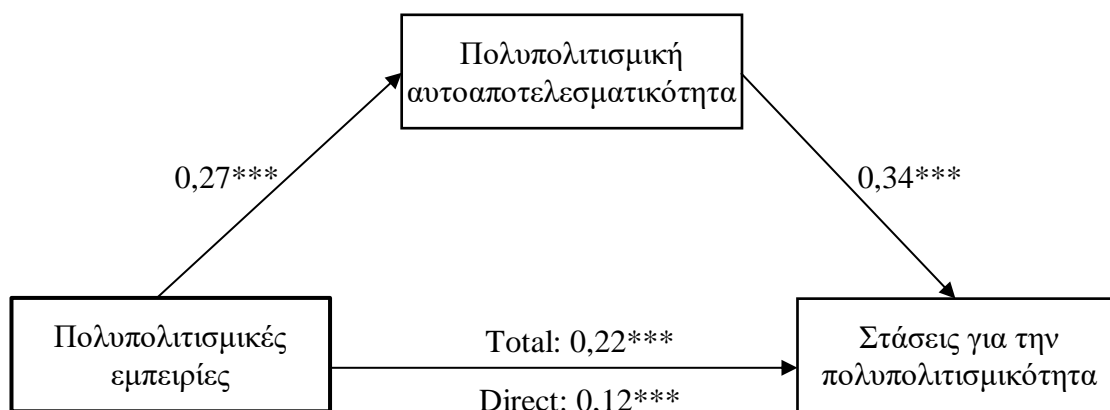 Πολυπολιτισμική
αυτοαποτελεσματικότητα
0,27***
0,34***
Πολυπολιτισμικές
εμπειρίες
Total: 0,22***
Direct: 0,12***
Στάσεις για την
πολυπολιτισμικότητα